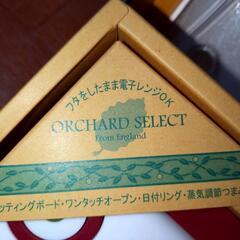 フタをしたまま電子レンジOK
ORCHARD SELECT
From England
ッティングボード・ワンタッチオープン・日付リング・蒸気調節つまみ